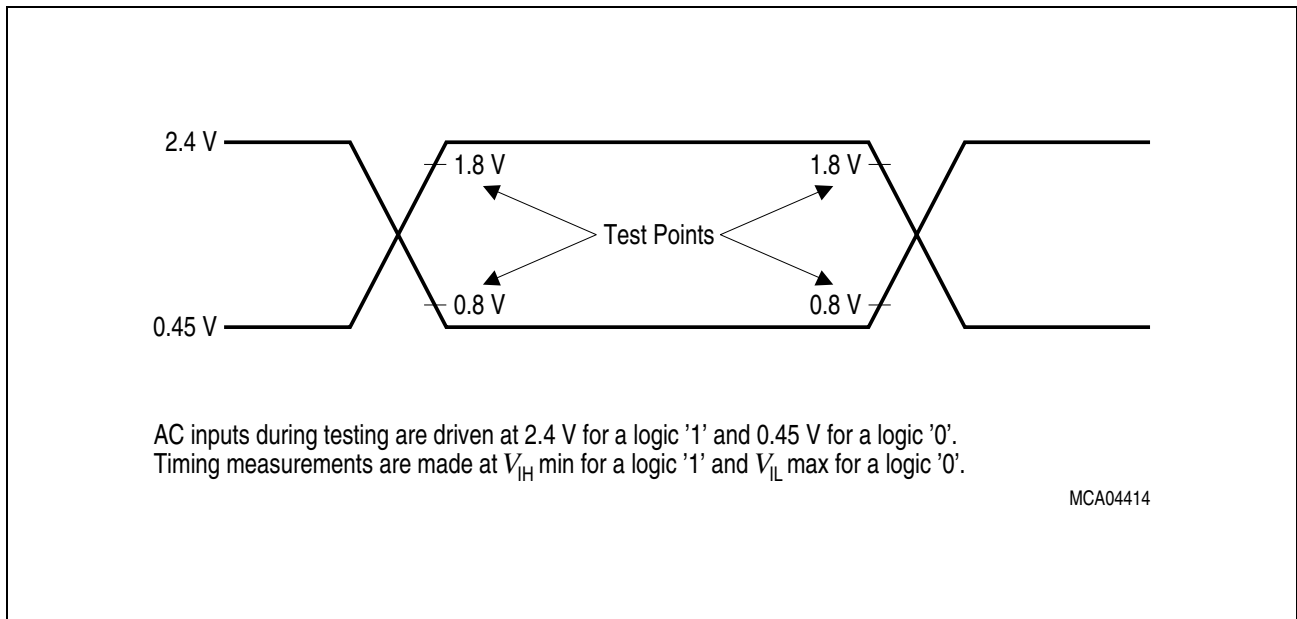 2.4 V
1.8 V
1.8 V
Test Points
0.8 V
0.8 V
0.45 V
AC inputs during testing are driven at 2.4 V for a logic ’1’ and 0.45 V for a logic ’0’.
Timing measurements are made at VIH min for a logic ’1’ and VIL max for a logic ’0’.
MCA04414